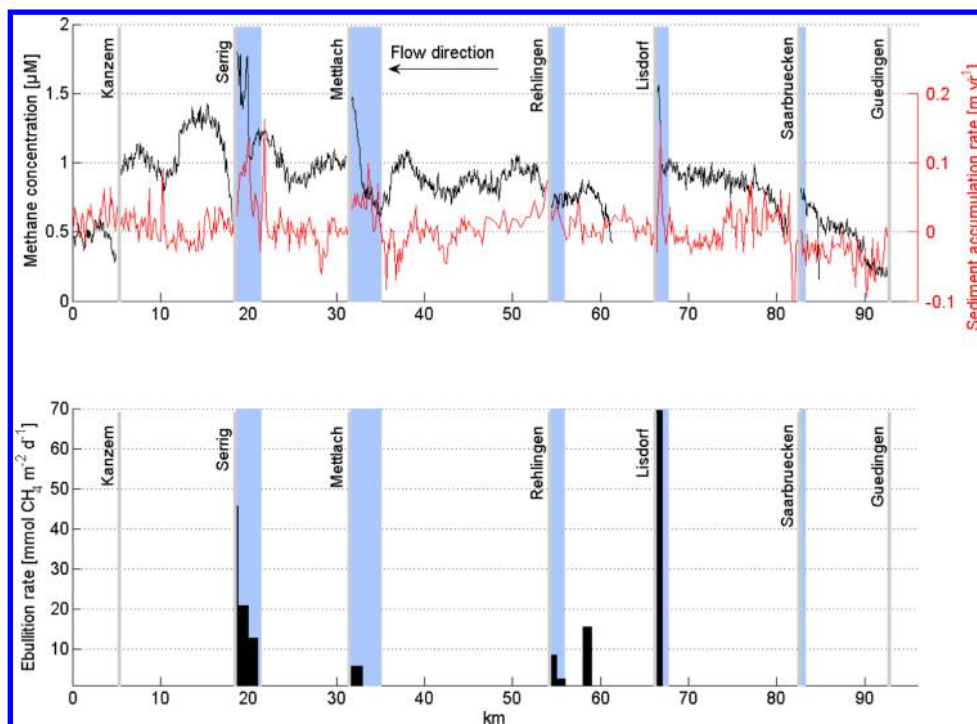 2
1.5
1
0.5
0
Methane concentration [µM]
Kanzem
Serrig
Mettlach
Flow direction
Rehlingen
Lisdorf
Saarbruecken
Guedingen
0.2
0.1
0
-0.1
Sediment accumulation rate [m yr⁻¹]
0 10 20 30 40 50 60 70 80 90
70
60
50
40
30
20
10
Ebullition rate [mmol CH₄ m⁻² d⁻¹]
Kanzem
Serrig
Mettlach
Rehlingen
Lisdorf
Saarbruecken
Guedingen
0 10 20 30 40 50 60 70 80 90
km